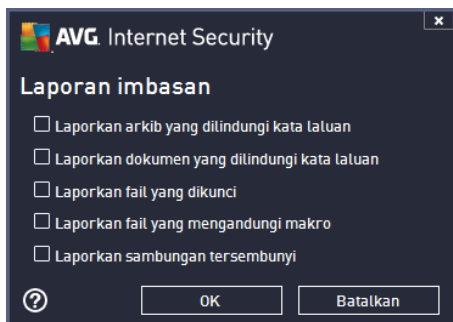 AVG. Internet Security
Laporan imbasan
Laporkan arkib yang dilindungi kata laluan
Laporkan dokumen yang dilindungi kata laluan
Laporkan fail yang dikunci
Laporkan fail yang mengandungi makro
Laporkan sambungan tersembunyi
OK
Batalkan